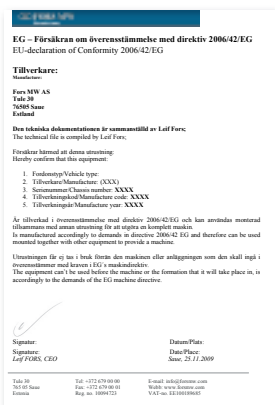 EG – Försäkran om överensstämmelse med direktiv 2006/42/EG
EU-declaration of Conformity 2006/42/EG
Tillverkare:
Manufacture:
Fors MW AS
Tule 30
76505 Saue
Estland
Den tekniska dokumentationen är sammanställd av Leif Fors;
The technical file is compiled by Leif Fors;
Försäkrar härmed att denna utrustning:
Hereby confirm that this equipment:
1. Fordonstyp/Vehicle type:
2. Tillverkare/Manufacture: (XXX)
3. Serienummer/Chassis number: XXXX
4. Tillverkningskod/Manufacture code: XXXX
5. Tillverkningsår/Manufacture year: XXXX
Är tillverkad i överensstämmelse med direktiv 2006/42/EG och kan användas monterad
tillsammans med annan utrustning för att utgöra en komplett maskin.
Is manufactured accordingly to demands in directive 2006/42 EG and therefore can be used
mounted together with other equipment to provide a machine.
Utrustningen får ej tas i bruk förrän den maskinen eller anläggningen som den skall ingå i
överensstämmer med kraven i EG´s maskindirektiv.
The equipment can't be used before the machine or the formation that it will take place in, is
accordingly to the demands of the EG machine directive.
Signatur: Datum/Plats:
Signature: Date/Place:
Leif FORS, CEO Saue, 25.11.2009
Tule 30 Tel: +372 679 00 00 E-mail: info@forsmw.com
76505 Saue Fax: +372 679 00 01 Webb: www.forsmw.com
Estonia Reg. no. 10094723 VAT-no: EE100189685